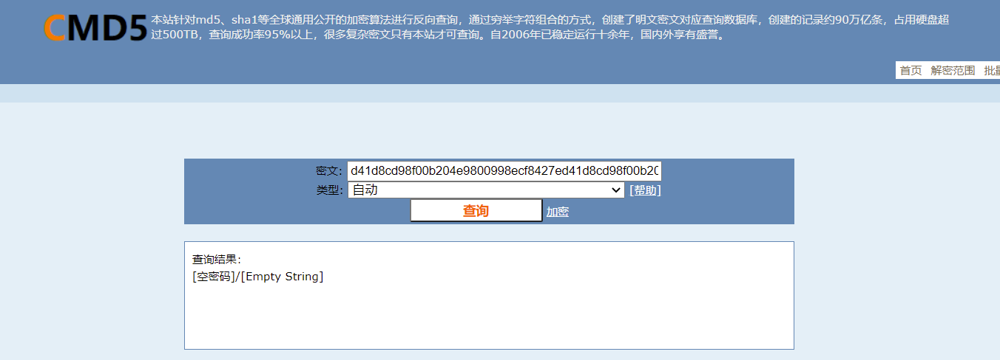 CMD5
本站针对md5、sha1等全球通用公开的加密算法进行反向查询，通过穷举字符组合的方式，创建了明文密文对应查询数据库，创建的记录约90万亿条，占用硬盘超
过500TB，查询成功率95%以上，很多复杂密文只有本站才可查询。自2006年已稳定运行十余年，国内外享有盛誉。
首页 解密范围 批量
密文: d41d8cd98f00b204e9800998ecf8427ed41d8cd98f00b20
类型: 自动 [帮助]
查询 加密
查询结果：
[空密码]/[Empty String]